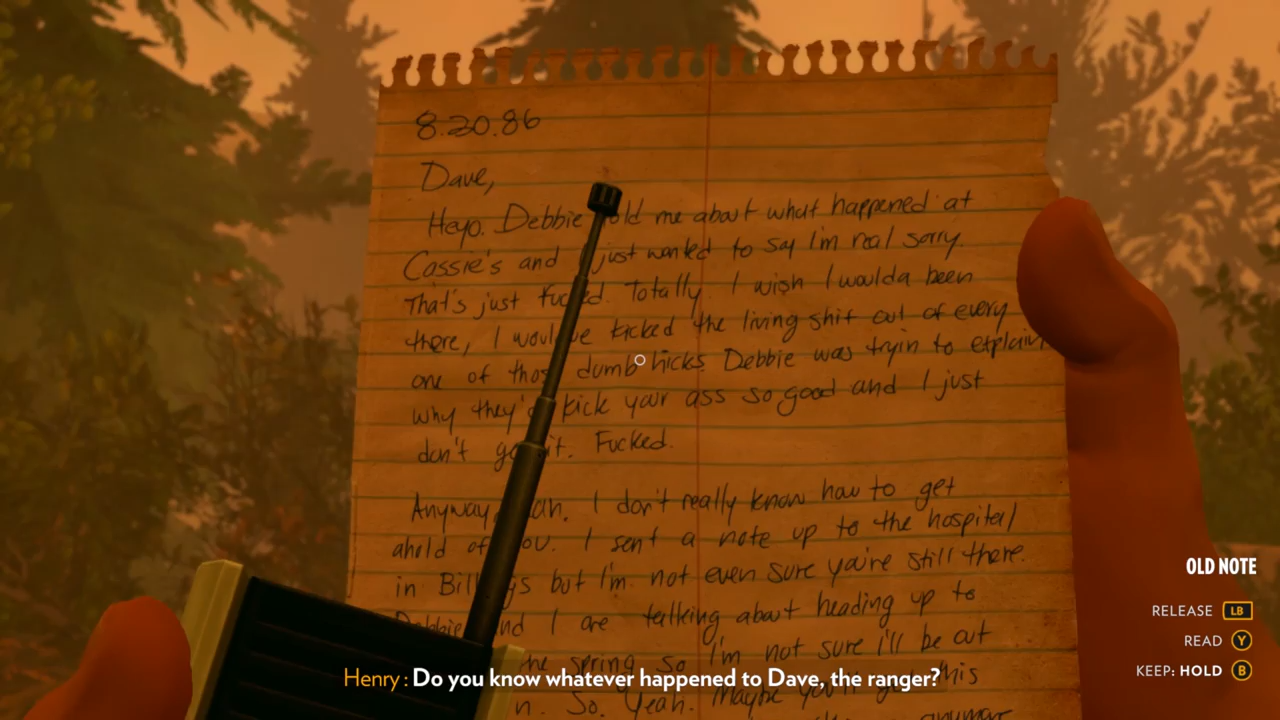 8.20.86
Dave,
Heyo. Debbie old me about what happened at
Cassie's and I just wanted to say I'm real sorry.
That's just fucked. Totally. I wish I woulda been
there, I would've kicked the living shit out of every
one of those dumb hicks. Debbie was tryin to explain
why they'd kick your ass so good and I just
don't get it. Fucked.
Anyway, yeah. I don't really know how to get
ahold of you. I sent a note up to the hospital
in Billings but I'm not even sure you're still there.
Debbie and I are talking about heading up to
the spring so I'm not sure I'll be out
So. Yeah. Maybe you'll this
anymore
OLD NOTE
RELEASE LB
READ Y
KEEP: HOLD B
Henry: Do you know whatever happened to Dave, the ranger?